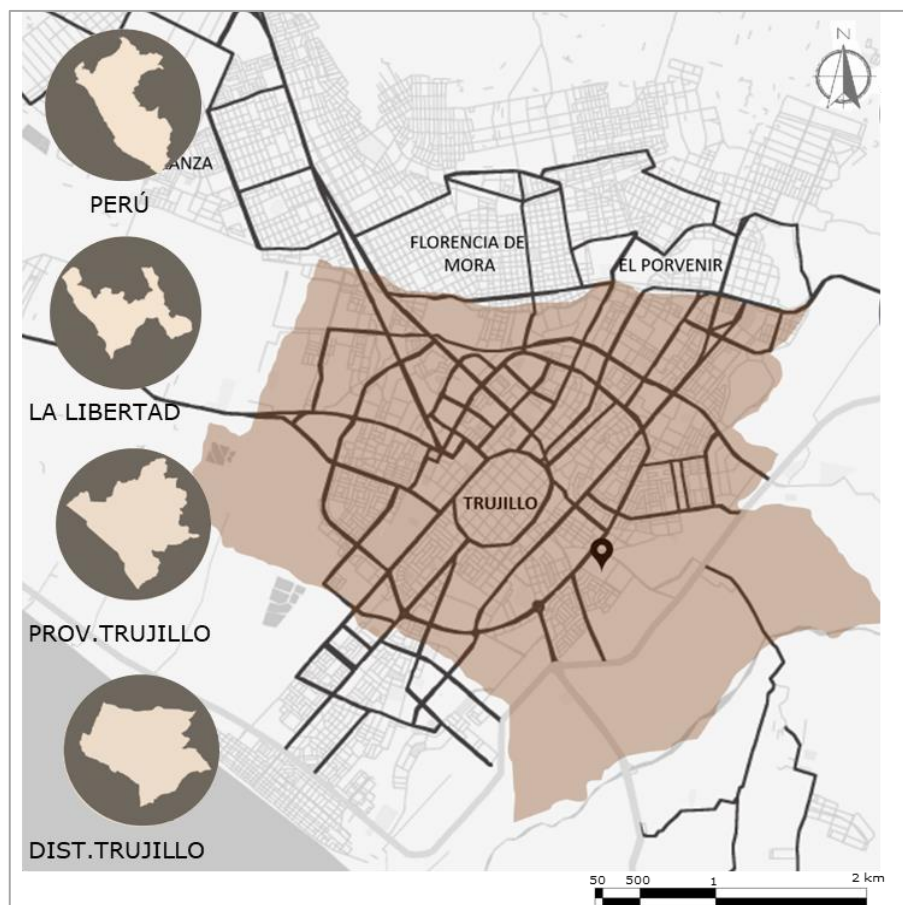 N
ANZA
PERÚ
FLORENCIA DE
MORA
EL PORVENIR
LA LIBERTAD
TRUJILLO
PROV.TRUJILLO
DIST.TRUJILLO
50 500 1 2 km